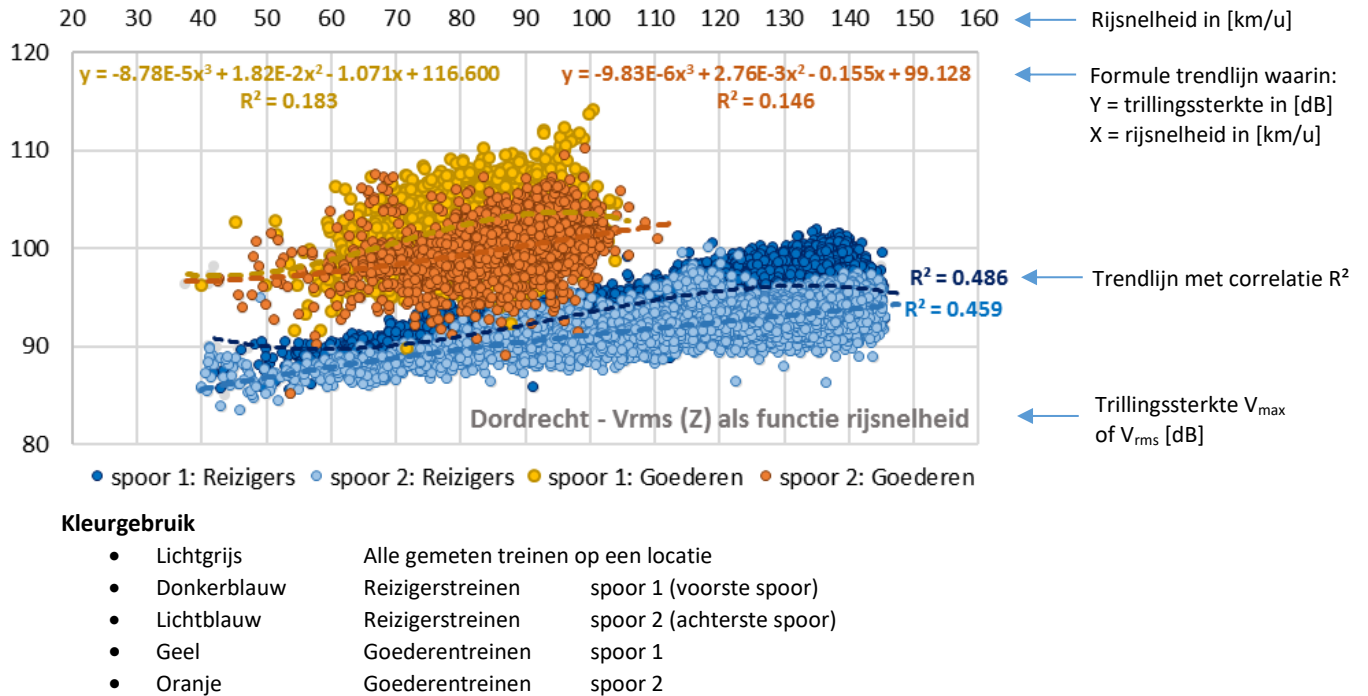 20 30 40 50 60 70 80 90 100 110 120 130 140 150 160
Rijsnelheid in [km/u]
120
y = -8.78E-5x³ + 1.82E-2x² - 1.071x + 116.600
R² = 0.183
y = -9.83E-6x³ + 2.76E-3x² - 0.155x + 99.128
R² = 0.146
Formule trendlijn waarin:
Y = trillingssterkte in [dB]
X = rijsnelheid in [km/u]
110
100
R² = 0.486
Trendlijn met correlatie R²
R² = 0.459
90
Dordrecht - Vrms (Z) als functie rijsnelheid
Trillingssterkte Vmax
of Vrms [dB]
80
spoor 1: Reizigers spoor 2: Reizigers spoor 1: Goederen spoor 2: Goederen
Kleurgebruik
• Lichtgrijs Alle gemeten treinen op een locatie
• Donkerblauw Reizigerstreinen spoor 1 (voorste spoor)
• Lichtblauw Reizigerstreinen spoor 2 (achterste spoor)
• Geel Goederentreinen spoor 1
• Oranje Goederentreinen spoor 2